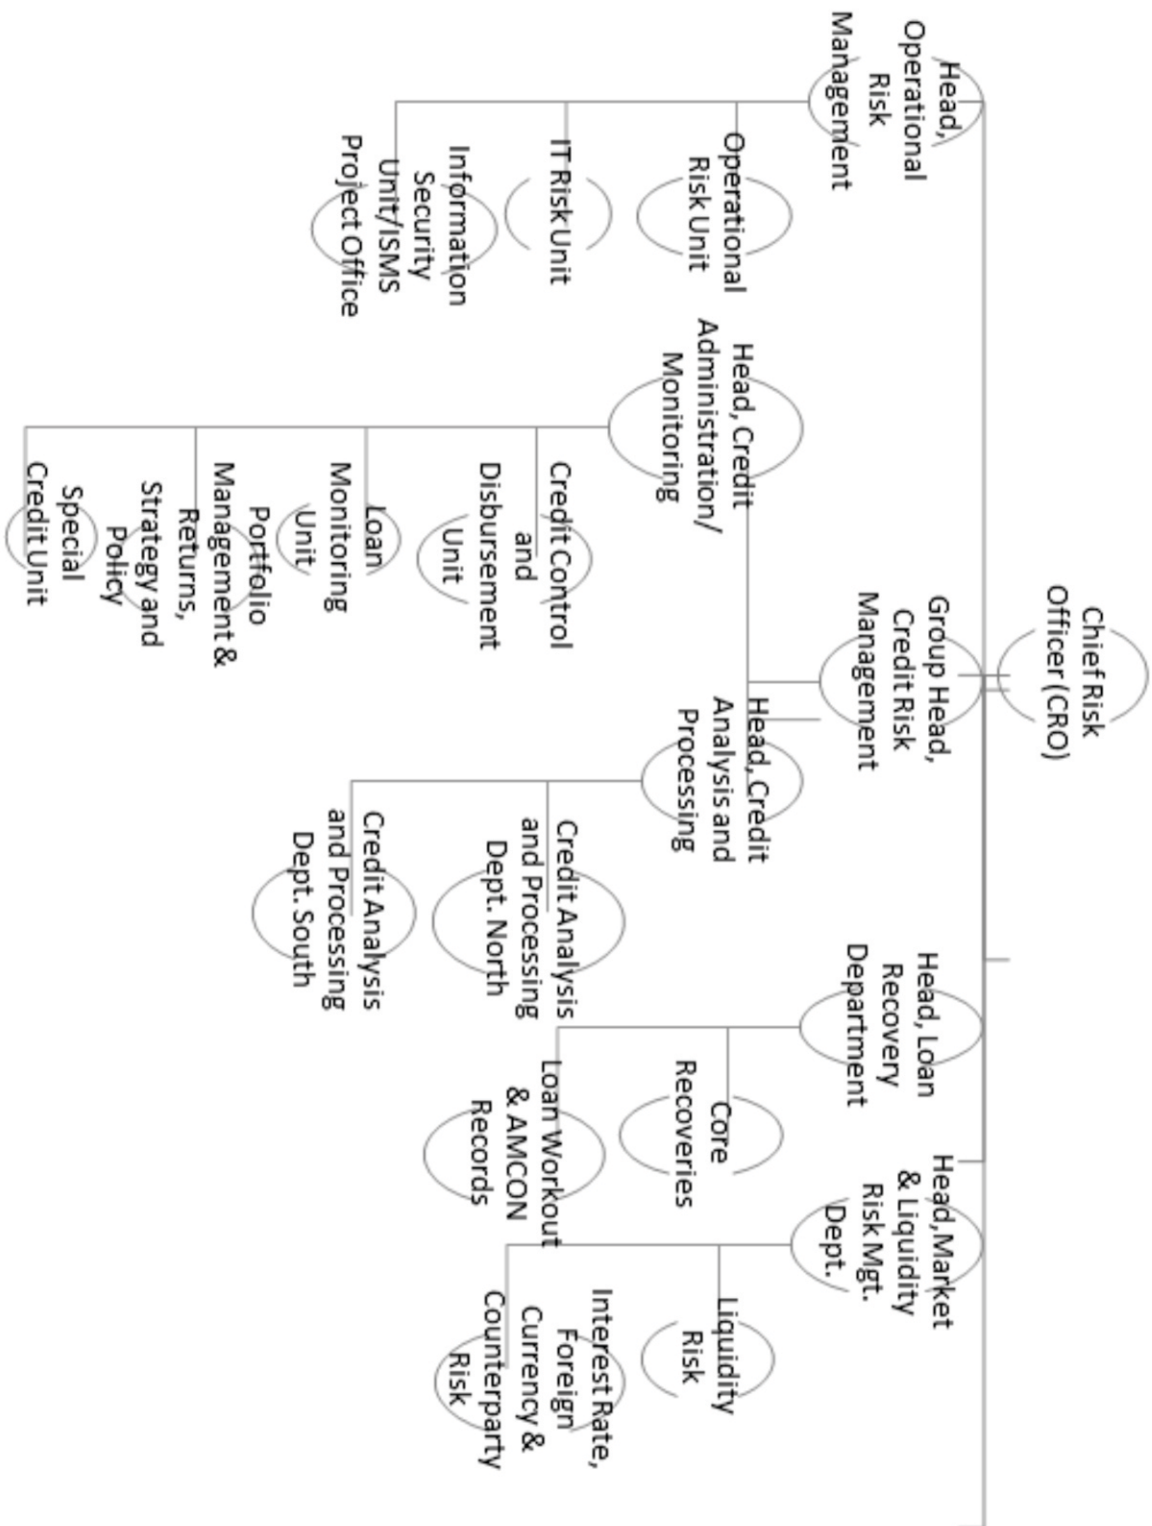 Chief Risk
Officer (CRO)
Head,
Operational
Risk
Management
Operational
Risk Unit
IT Risk Unit
Information
Security
Unit/ISMS
Project Office
Group Head,
Credit Risk
Management
Head, Credit
Administration/
Monitoring
Credit Control
and
Disbursement
Unit
Loan
Monitoring
Unit
Portfolio
Management &
Returns,
Strategy and
Policy
Special
Credit Unit
Head, Credit
Analysis and
Processing
Credit Analysis
and Processing
Dept. North
Credit Analysis
and Processing
Dept. South
Head, Loan
Recovery
Department
Core
Recoveries
Loan Workout
& AMCON
Records
Head,Market
& Liquidity
Risk Mgt.
Dept.
Liquidity
Risk
Interest Rate,
Foreign
Currency &
Counterparty
Risk